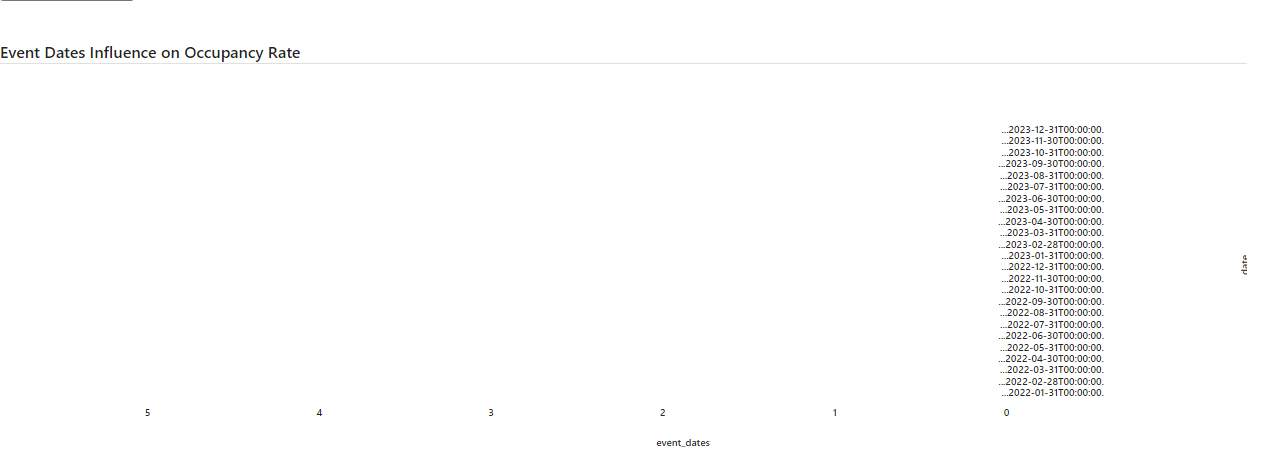 Event Dates Influence on Occupancy Rate
...2023-12-31T00:00:00.
...2023-11-30T00:00:00.
...2023-10-31T00:00:00.
...2023-09-30T00:00:00.
...2023-08-31T00:00:00.
...2023-07-31T00:00:00.
...2023-06-30T00:00:00.
...2023-05-31T00:00:00.
...2023-04-30T00:00:00.
...2023-03-31T00:00:00.
...2023-02-28T00:00:00.
...2023-01-31T00:00:00.
...2022-12-31T00:00:00.
...2022-11-30T00:00:00.
...2022-10-31T00:00:00.
...2022-09-30T00:00:00.
...2022-08-31T00:00:00.
...2022-07-31T00:00:00.
...2022-06-30T00:00:00.
...2022-05-31T00:00:00.
...2022-04-30T00:00:00.
...2022-03-31T00:00:00.
...2022-02-28T00:00:00.
...2022-01-31T00:00:00.
date
5 4 3 2 1 0
event_dates